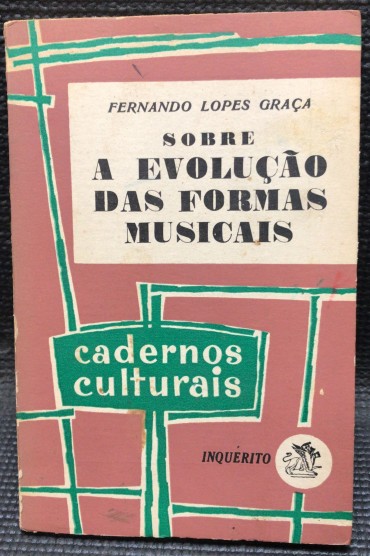 FERNANDO LOPES GRAÇA
SOBRE
A EVOLUÇÃO
DAS FORMAS
MUSICAIS
cadernos
culturais
INQUÉRITO